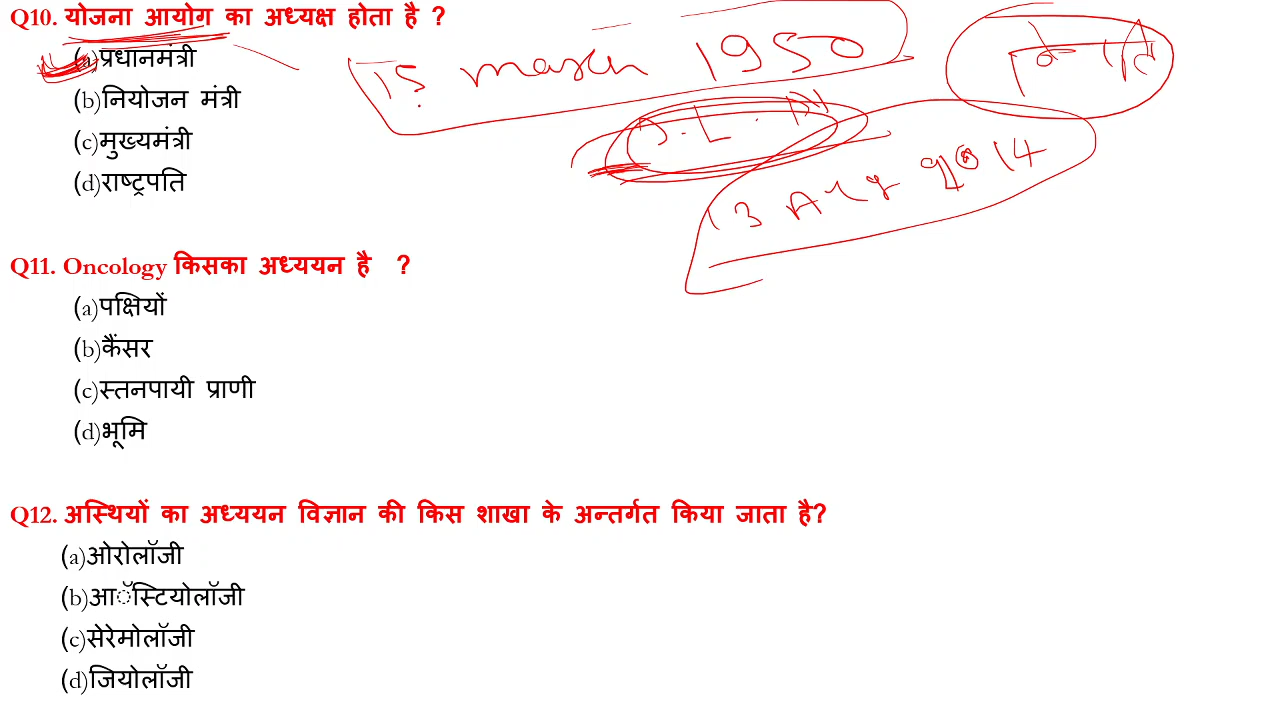 Q10. योजना आयोग का अध्यक्ष होता है ?
(a)प्रधानमंत्री
(b)नियोजन मंत्री
(c)मुख्यमंत्री
(d)राष्ट्रपति
15 march 1950
J. L. N
Q11. Oncology किसका अध्ययन है ?
(a)पक्षियों
(b)कैंसर
(c)स्तनपायी प्राणी
(d)भूमि
Q12. अस्थियों का अध्ययन विज्ञान की किस शाखा के अन्तर्गत किया जाता है?
(a)ओरोलॉजी
(b)आॅस्टियोलॉजी
(c)सेरेमोलॉजी
(d)जियोलॉजी